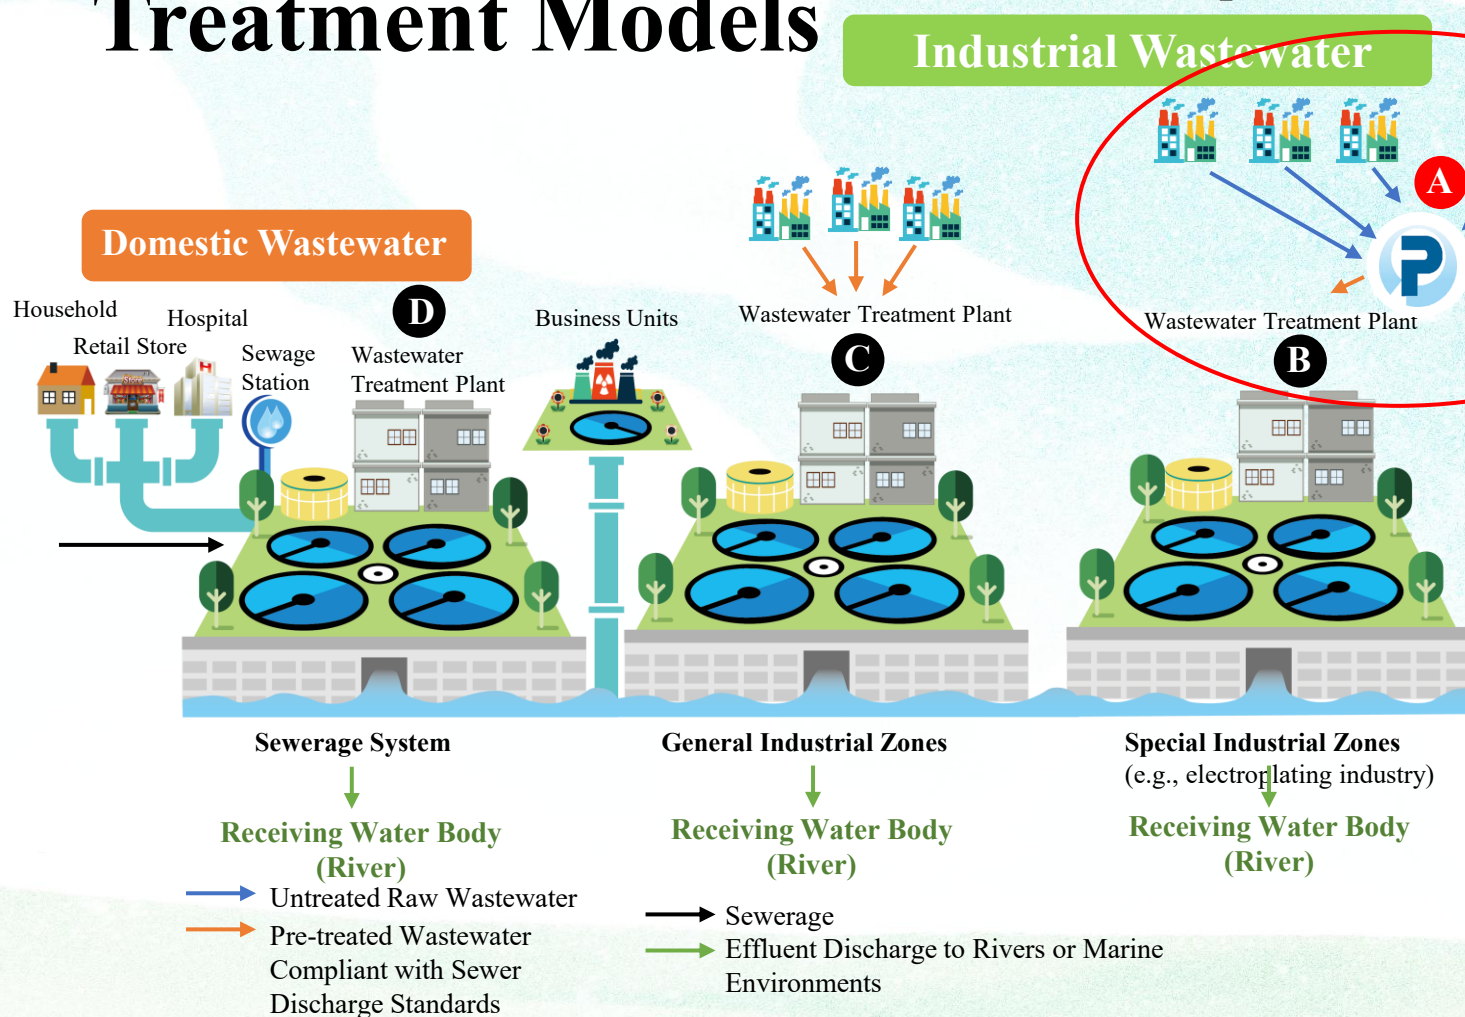 Treatment Models
Industrial Wastewater
A
P
Domestic Wastewater
Household
Retail Store
Hospital
Sewage
Station
D
Wastewater
Treatment Plant
Business Units
Wastewater Treatment Plant
C
Wastewater Treatment Plant
B
H
Store
Sewerage System
Receiving Water Body
(River)
General Industrial Zones
Receiving Water Body
(River)
Special Industrial Zones
(e.g., electroplating industry)
Receiving Water Body
(River)
Untreated Raw Wastewater
Pre-treated Wastewater
Compliant with Sewer
Discharge Standards
Sewerage
Effluent Discharge to Rivers or Marine
Environments